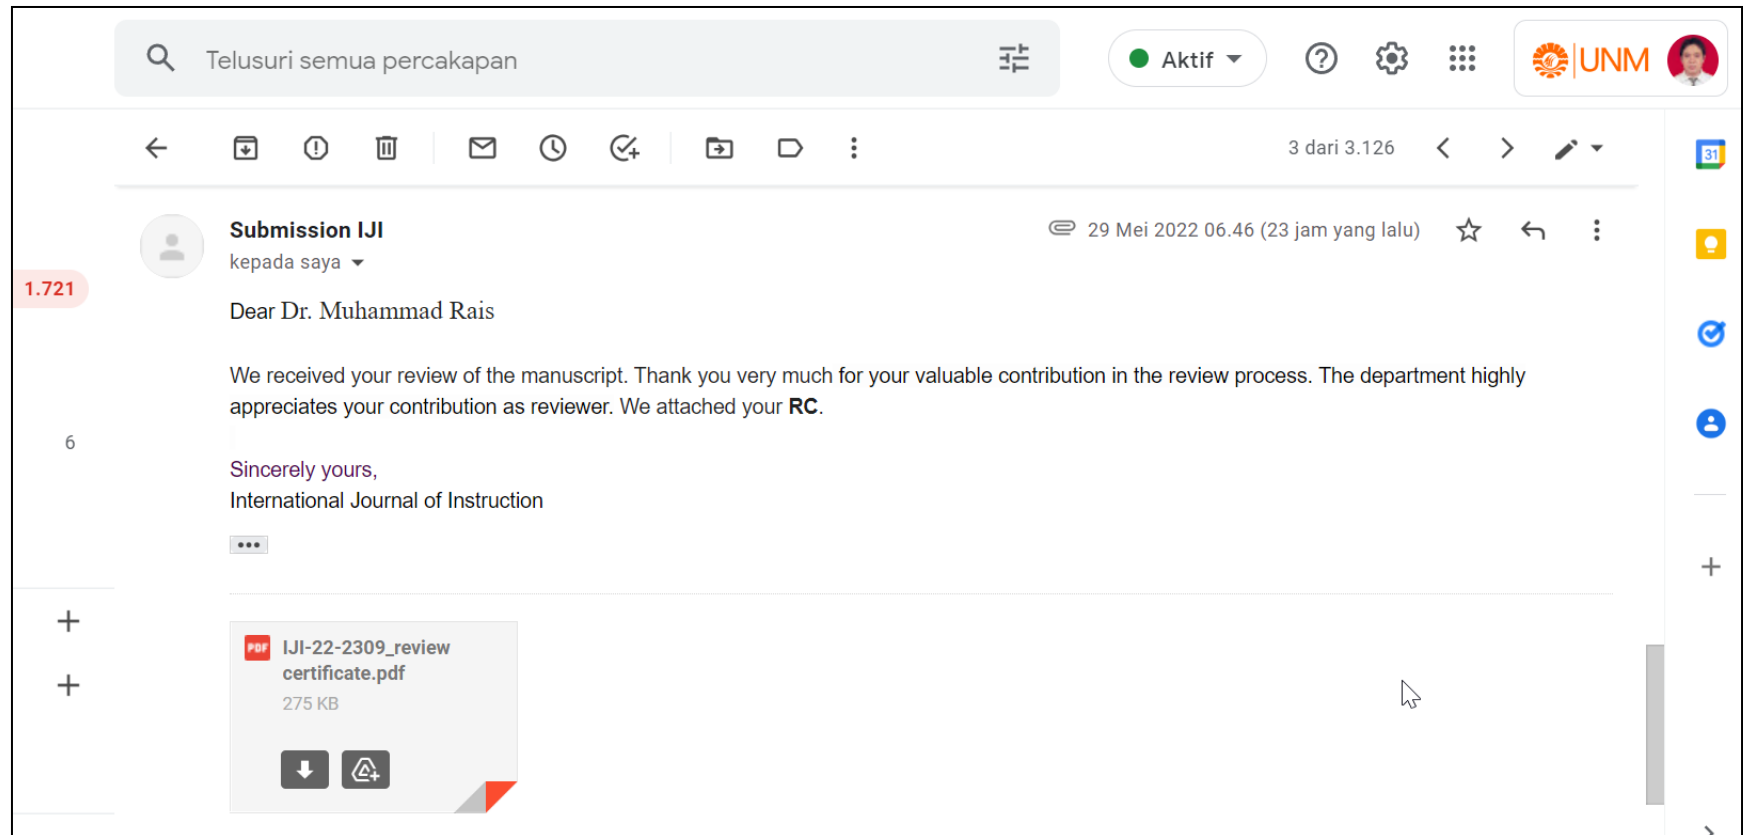 Telusuri semua percakapan
Aktif
UNM
3 dari 3.126
31
Submission IJI
29 Mei 2022 06.46 (23 jam yang lalu)
kepada saya
1.721
Dear Dr. Muhammad Rais
We received your review of the manuscript. Thank you very much for your valuable contribution in the review process. The department highly
appreciates your contribution as reviewer. We attached your RC.
6
Sincerely yours,
International Journal of Instruction
PDF
IJI-22-2309_review
certificate.pdf
275 KB